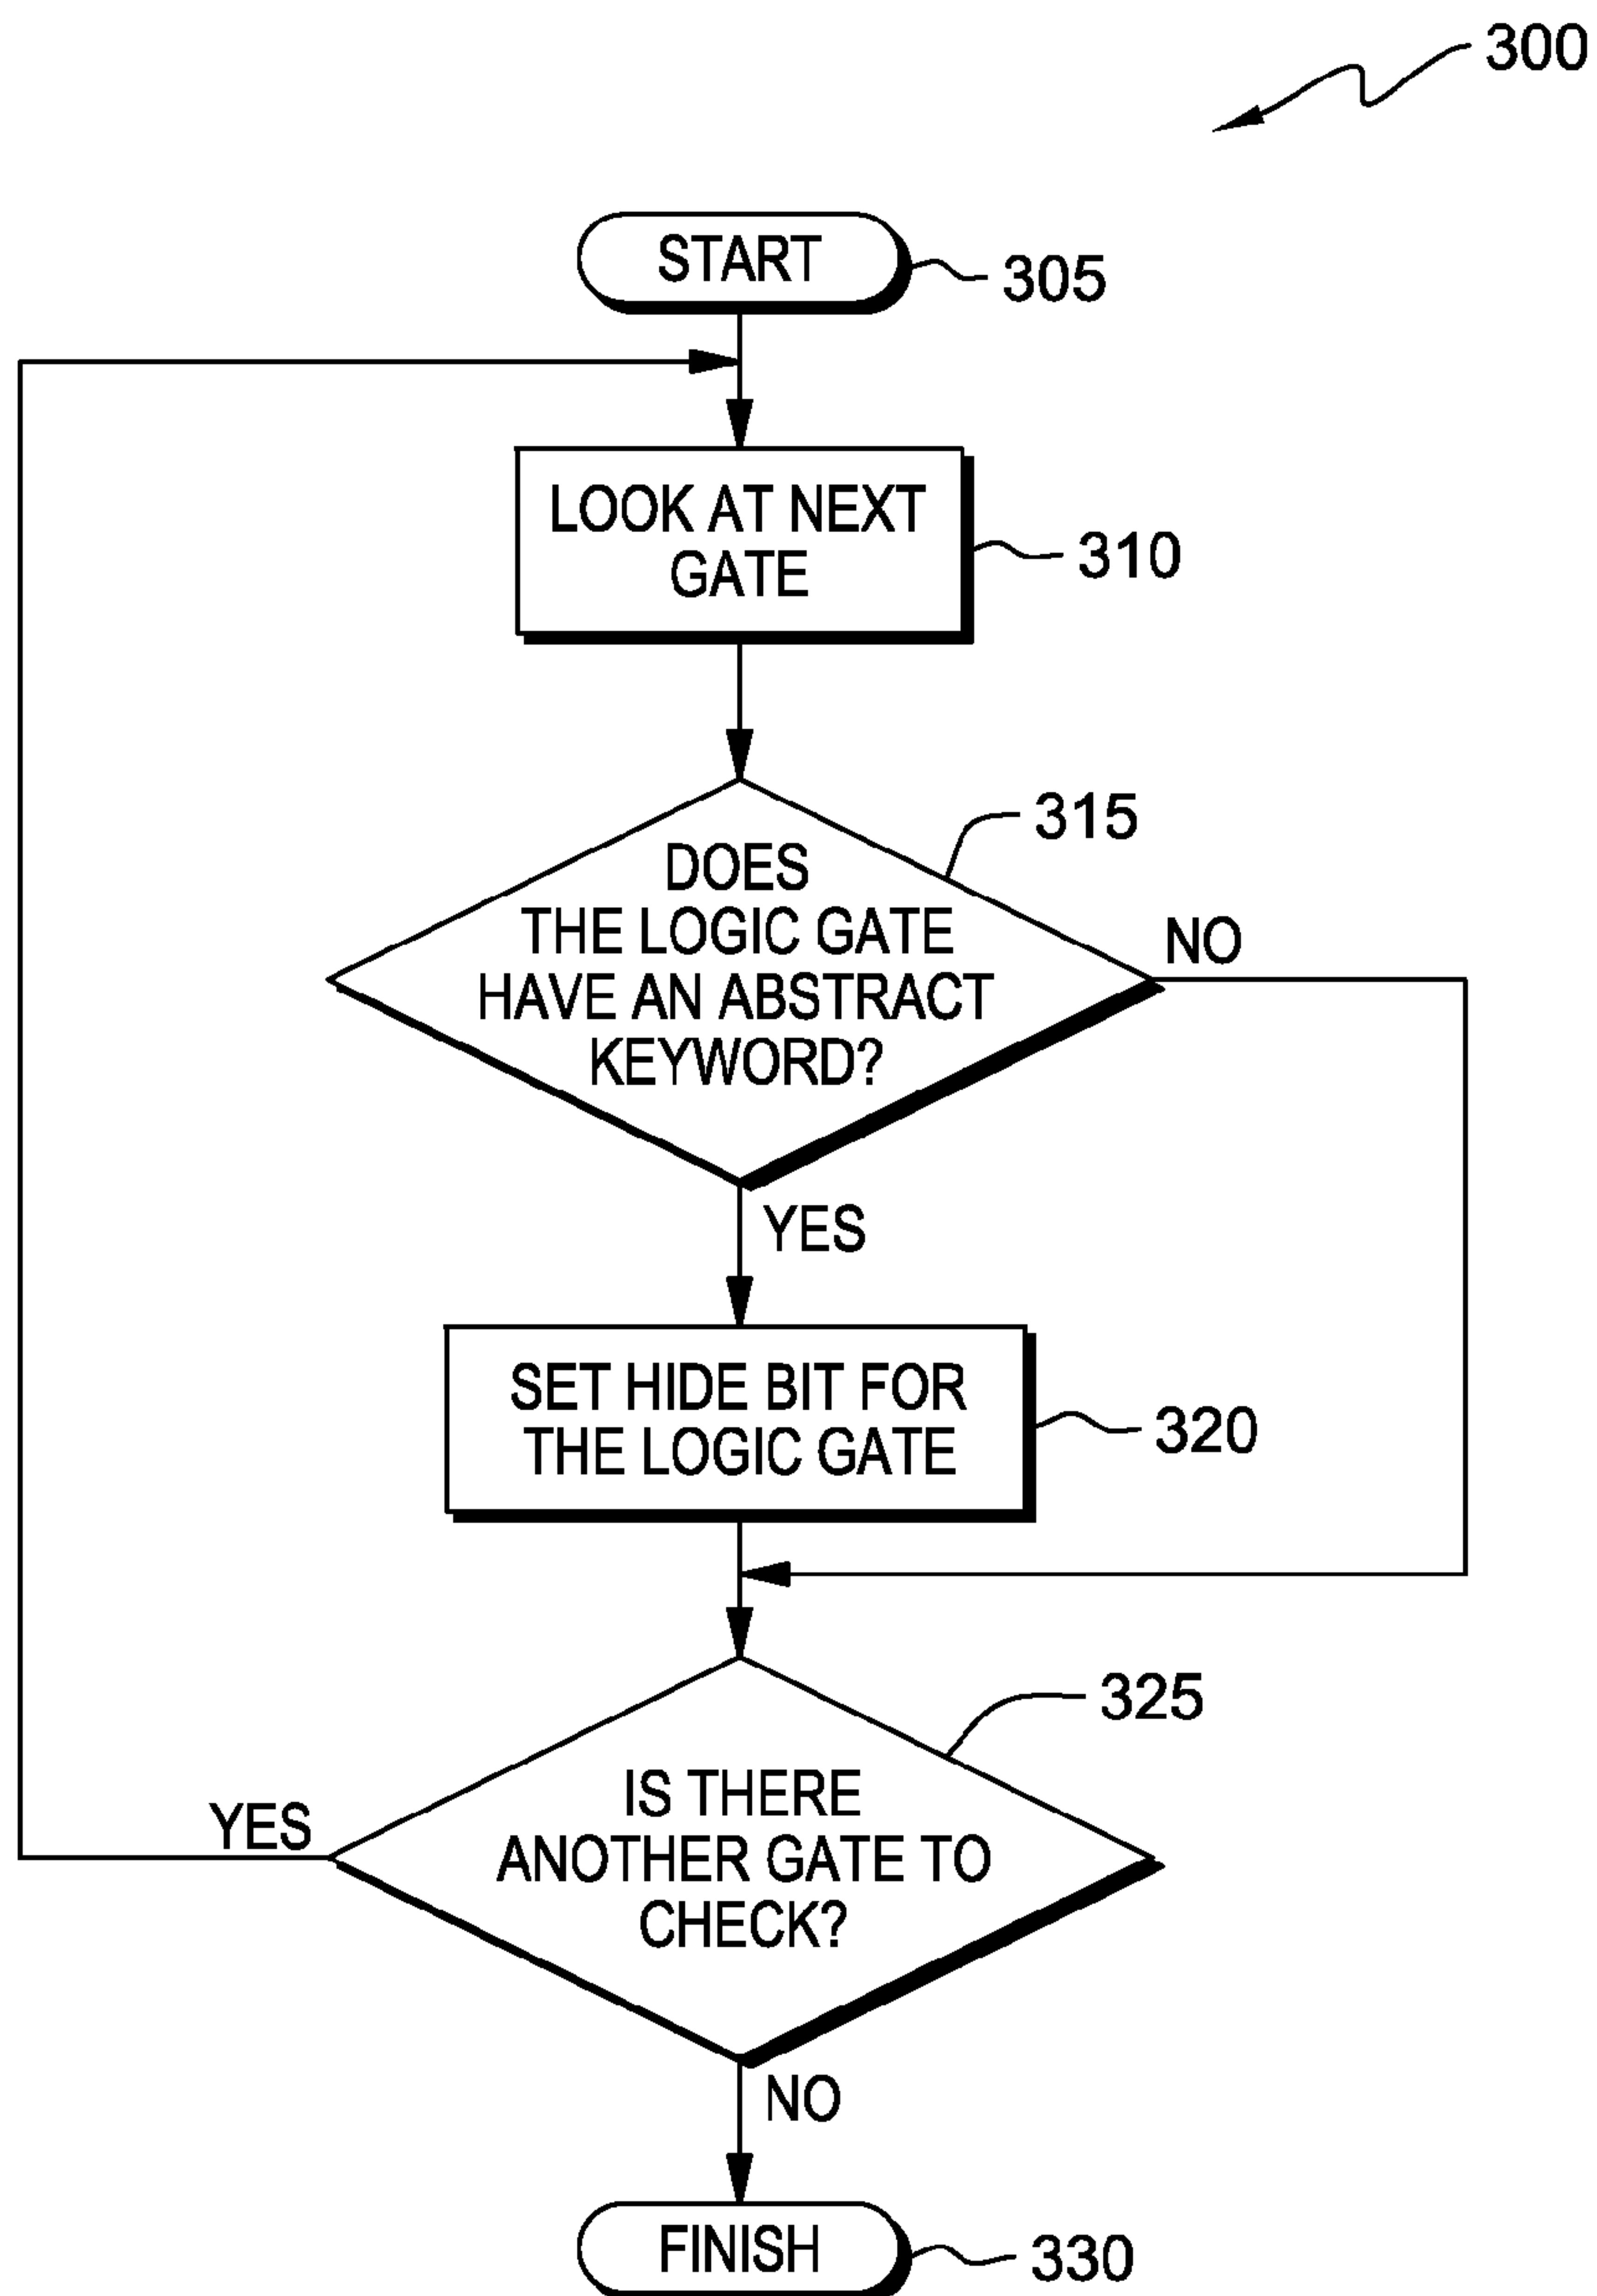 300
START
305
LOOK AT NEXT
GATE
310
315
DOES
THE LOGIC GATE
HAVE AN ABSTRACT
KEYWORD?
NO
YES
SET HIDE BIT FOR
THE LOGIC GATE
320
325
IS THERE
ANOTHER GATE TO
CHECK?
YES
NO
FINISH
330